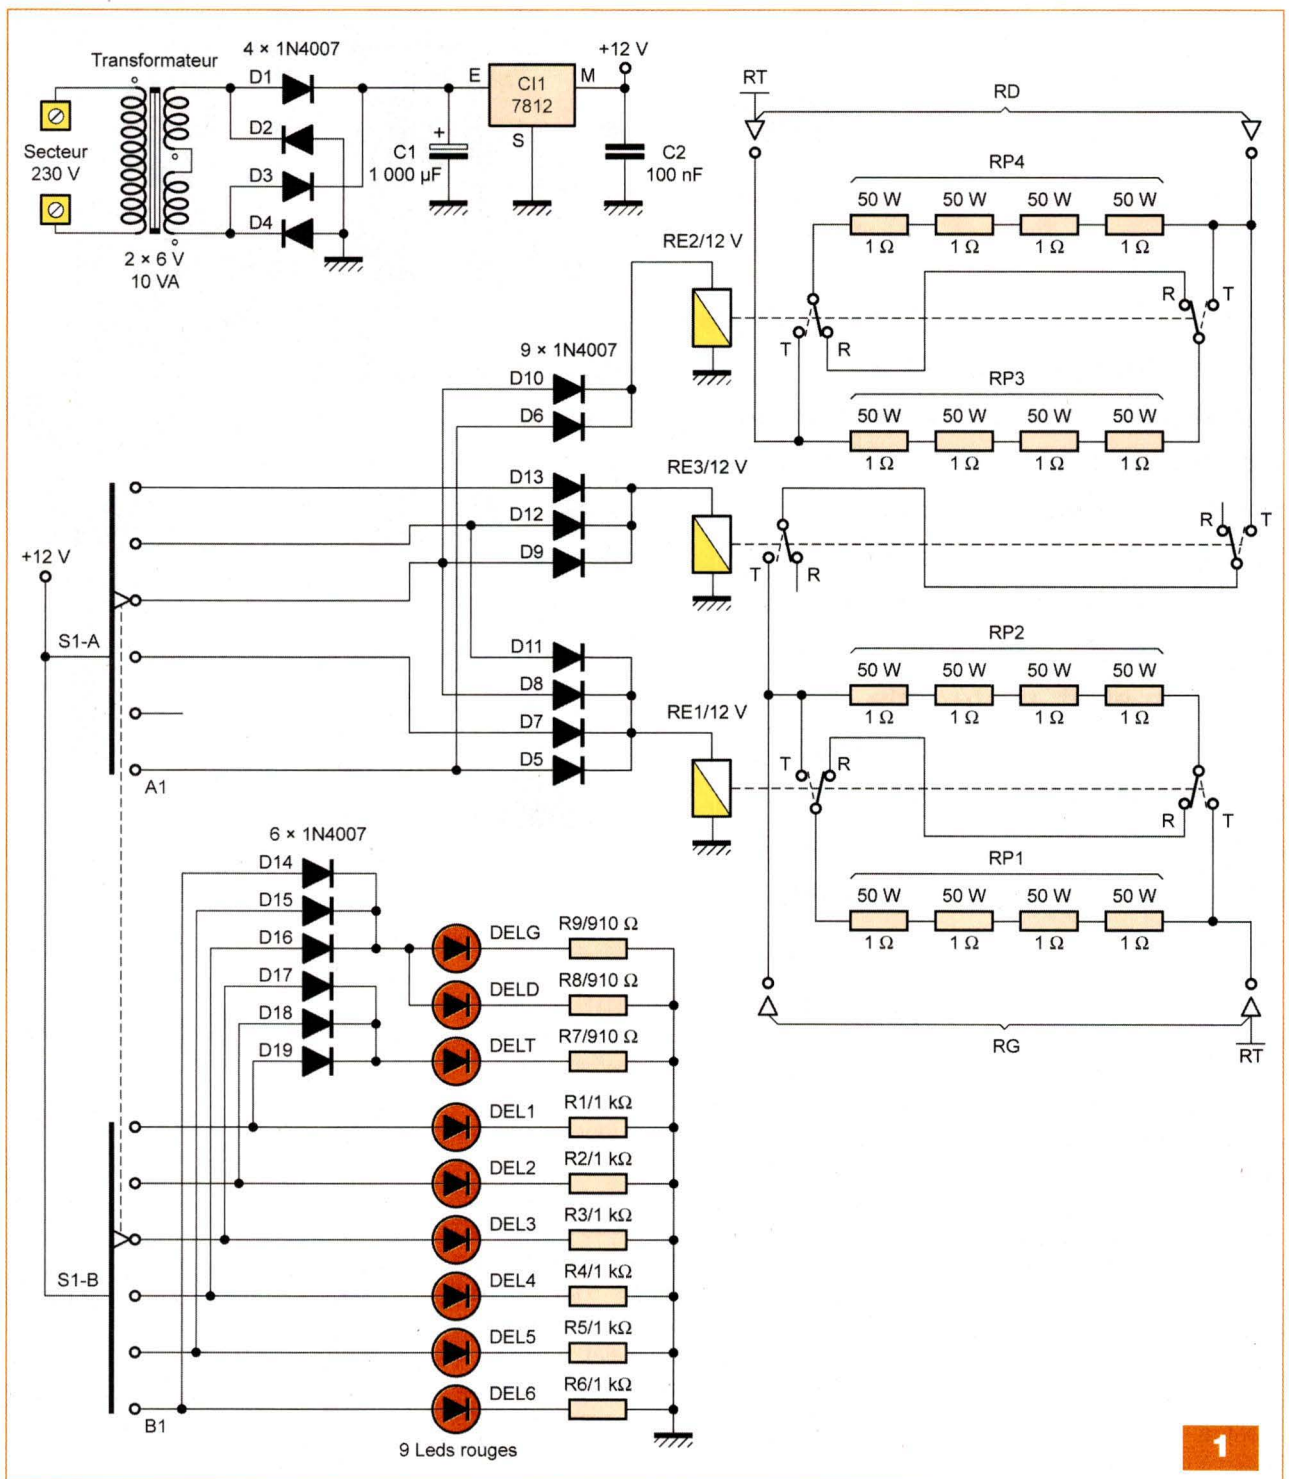 Transformateur
4 × 1N4007
D1
D2
D3
D4
Secteur
230 V
2 × 6 V
10 VA
E
CI1
7812
M
S
+12 V
+
C1
1 000 µF
C2
100 nF
RT
RD
RP4
50 W
50 W
50 W
50 W
1 Ω
1 Ω
1 Ω
1 Ω
RE2/12 V
R
T
T
R
RP3
50 W
50 W
50 W
50 W
1 Ω
1 Ω
1 Ω
1 Ω
9 × 1N4007
D10
D6
D13
D12
D9
D11
D8
D7
D5
RE3/12 V
R
T
T
R
+12 V
S1-A
A1
RP2
50 W
50 W
50 W
50 W
1 Ω
1 Ω
1 Ω
1 Ω
RE1/12 V
T
R
R
T
RP1
50 W
50 W
50 W
50 W
1 Ω
1 Ω
1 Ω
1 Ω
RG
RT
6 × 1N4007
D14
D15
D16
D17
D18
D19
DELG
R9/910 Ω
DELD
R8/910 Ω
DELT
R7/910 Ω
DEL1
R1/1 kΩ
DEL2
R2/1 kΩ
DEL3
R3/1 kΩ
S1-B
DEL4
R4/1 kΩ
DEL5
R5/1 kΩ
DEL6
R6/1 kΩ
B1
9 Leds rouges
1